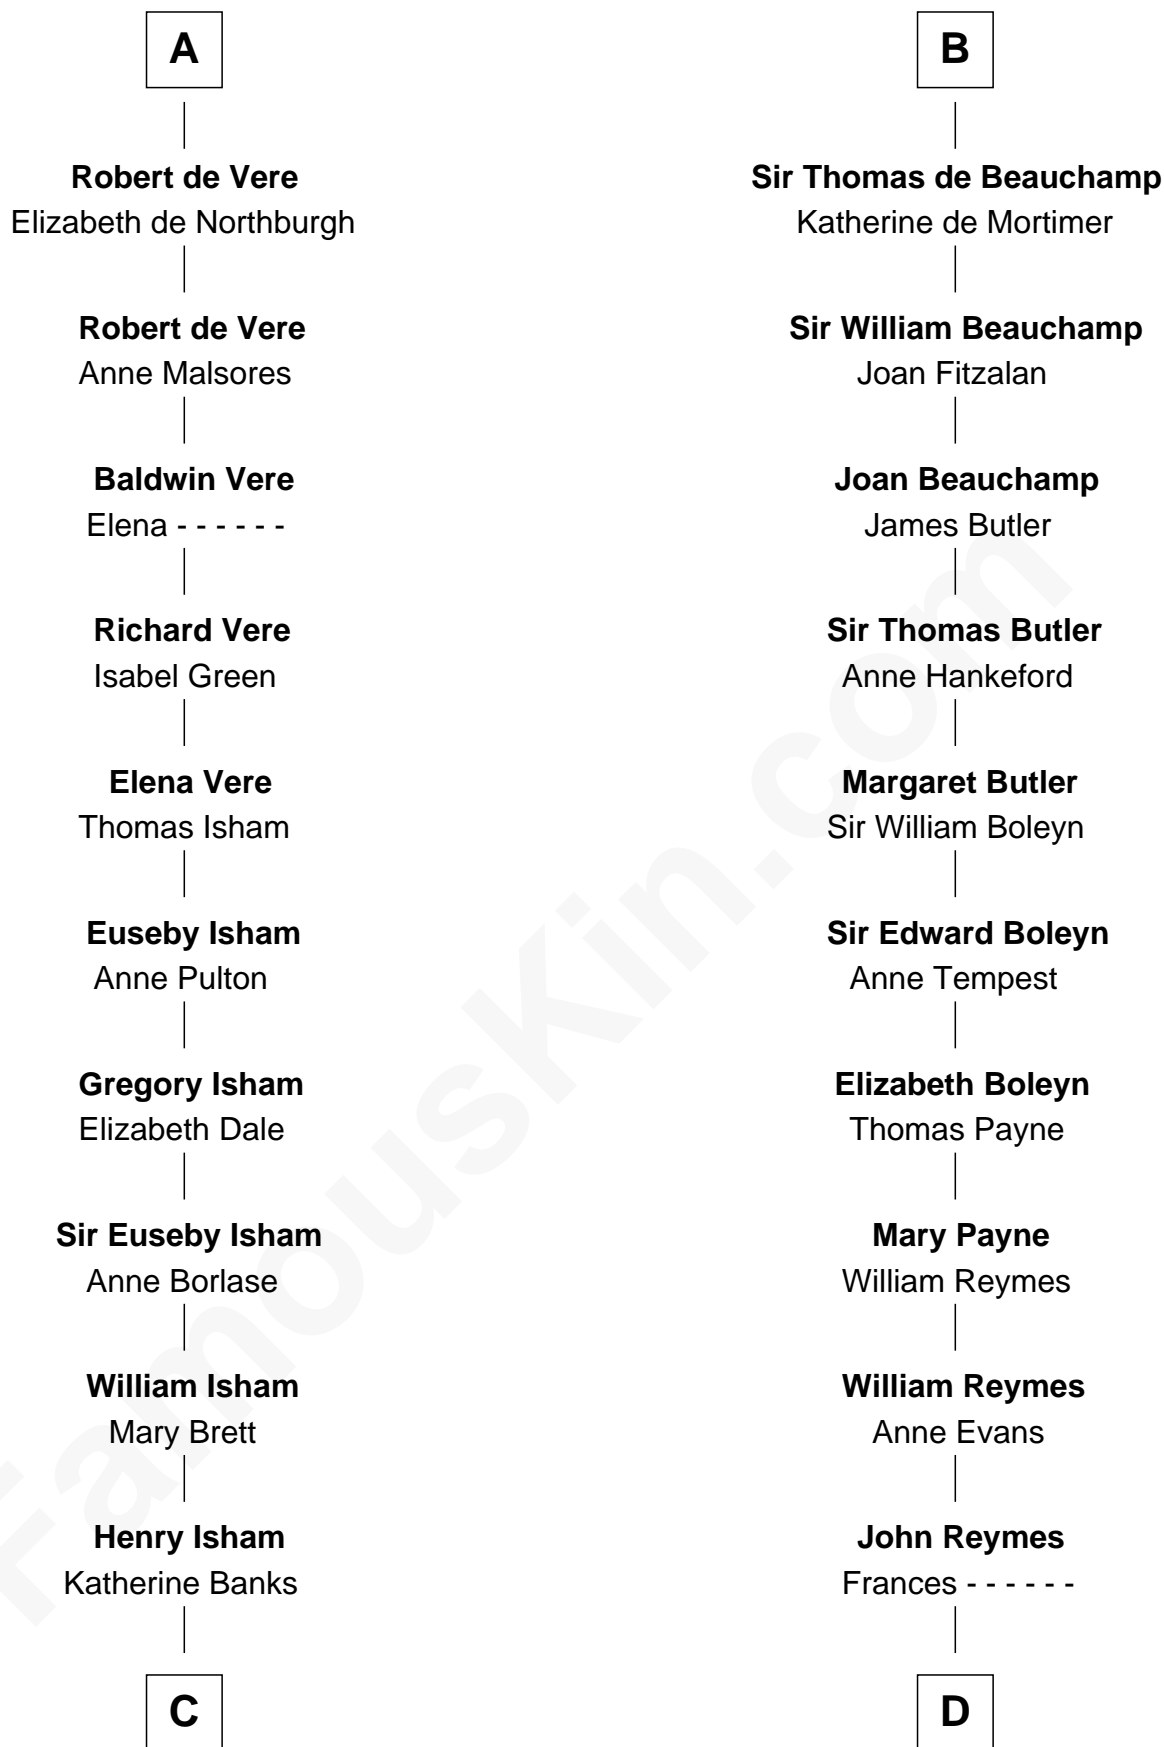 A
Robert de Vere
Elizabeth de Northburgh
Robert de Vere
Anne Malsores
Baldwin Vere
Elena - - - - - -
Richard Vere
Isabel Green
Elena Vere
Thomas Isham
Euseby Isham
Anne Pulton
Gregory Isham
Elizabeth Dale
Sir Euseby Isham
Anne Borlase
William Isham
Mary Brett
Henry Isham
Katherine Banks
C
B
Sir Thomas de Beauchamp
Katherine de Mortimer
Sir William Beauchamp
Joan Fitzalan
Joan Beauchamp
James Butler
Sir Thomas Butler
Anne Hankeford
Margaret Butler
Sir William Boleyn
Sir Edward Boleyn
Anne Tempest
Elizabeth Boleyn
Thomas Payne
Mary Payne
William Reymes
William Reymes
Anne Evans
John Reymes
Frances - - - - - -
D
FamousKin.com